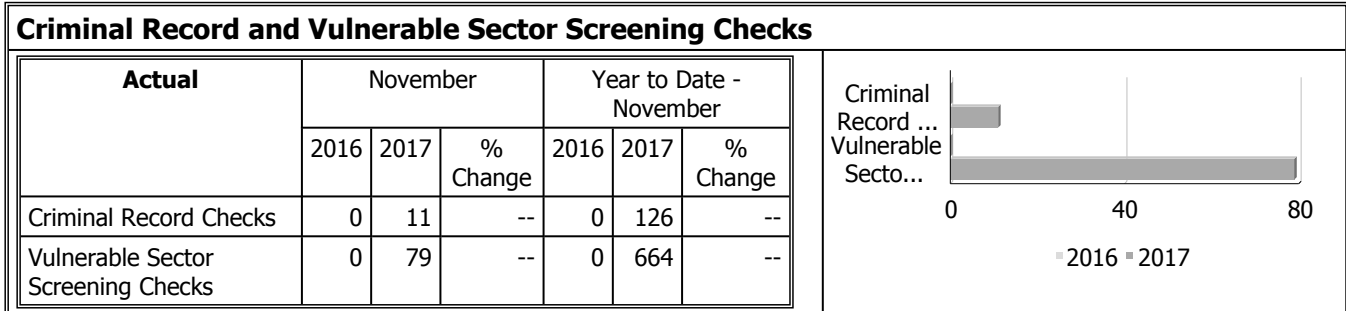 Criminal Record and Vulnerable Sector Screening Checks
Actual November Year to Date -
November
2016 2017 % Change 2016 2017 % Change
Criminal Record Checks 0 11 -- 0 126 --
Vulnerable Sector
Screening Checks 0 79 -- 0 664 --
Criminal
Record ...
Vulnerable
Secto...
0 40 80
2016 2017